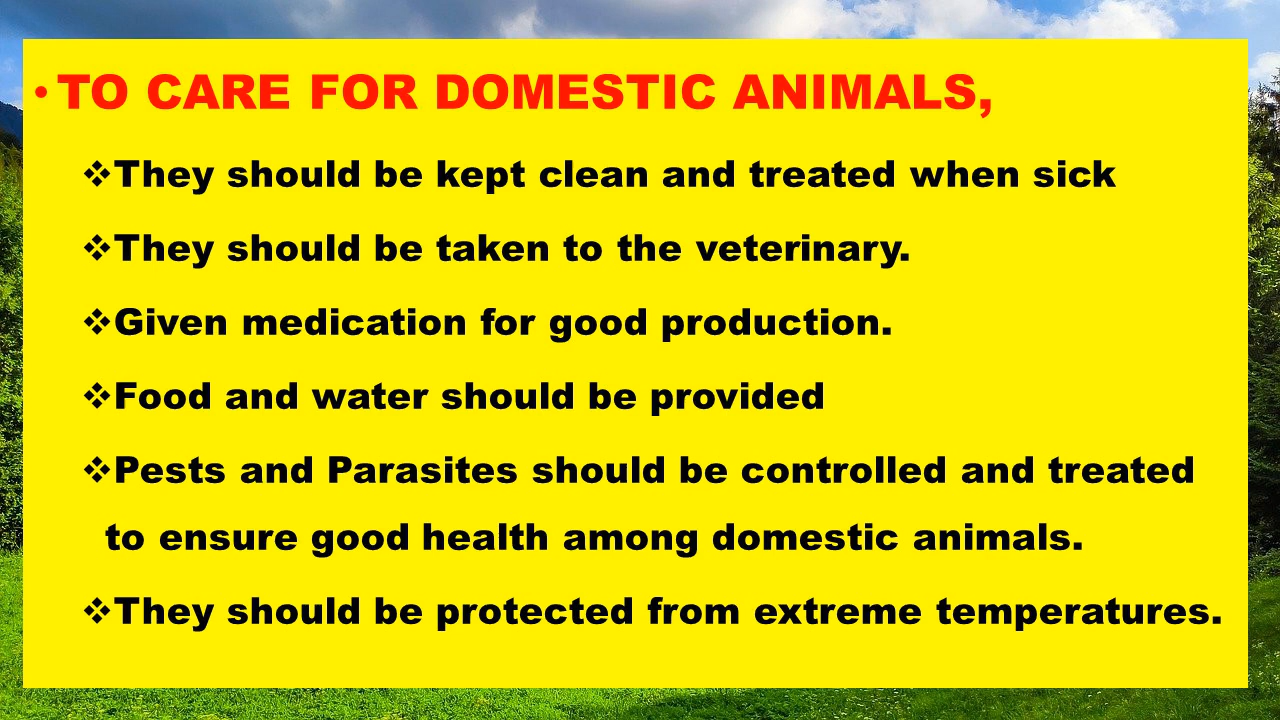 • TO CARE FOR DOMESTIC ANIMALS,
❖They should be kept clean and treated when sick
❖They should be taken to the veterinary.
❖Given medication for good production.
❖Food and water should be provided
❖Pests and Parasites should be controlled and treated
to ensure good health among domestic animals.
❖They should be protected from extreme temperatures.